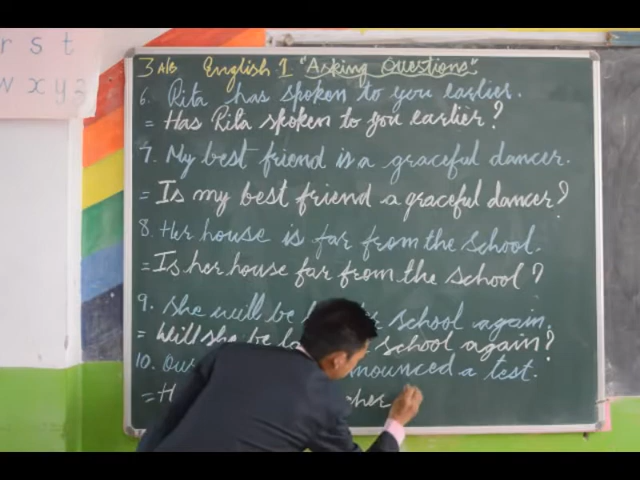 r s t
w x y z
3 A/B English 1 "Asking Questions"
6. Rita has spoken to you earlier.
= Has Rita spoken to you earlier?
7. My best friend is a graceful dancer.
= Is my best friend a graceful dancer?
8. Her house is far from the school.
= Is her house far from the school?
9. She will be school again.
= Will she be school again?
10. a test.
=